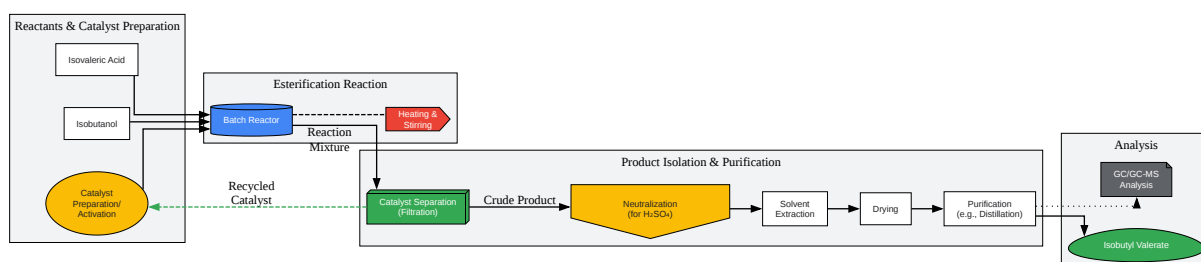 Reactants & Catalyst Preparation
Isovaleric Acid
Isobutanol
Catalyst
Preparation/
Activation
Esterification Reaction
Batch Reactor
Heating &
Stirring
Reaction
Mixture
Recycled
Catalyst
Product Isolation & Purification
Catalyst Separation
(Filtration)
Crude Product
Neutralization
(for H₂SO₄)
Solvent
Extraction
Drying
Purification
(e.g., Distillation)
Analysis
GC/GC-MS
Analysis
Isobutyl Valerate